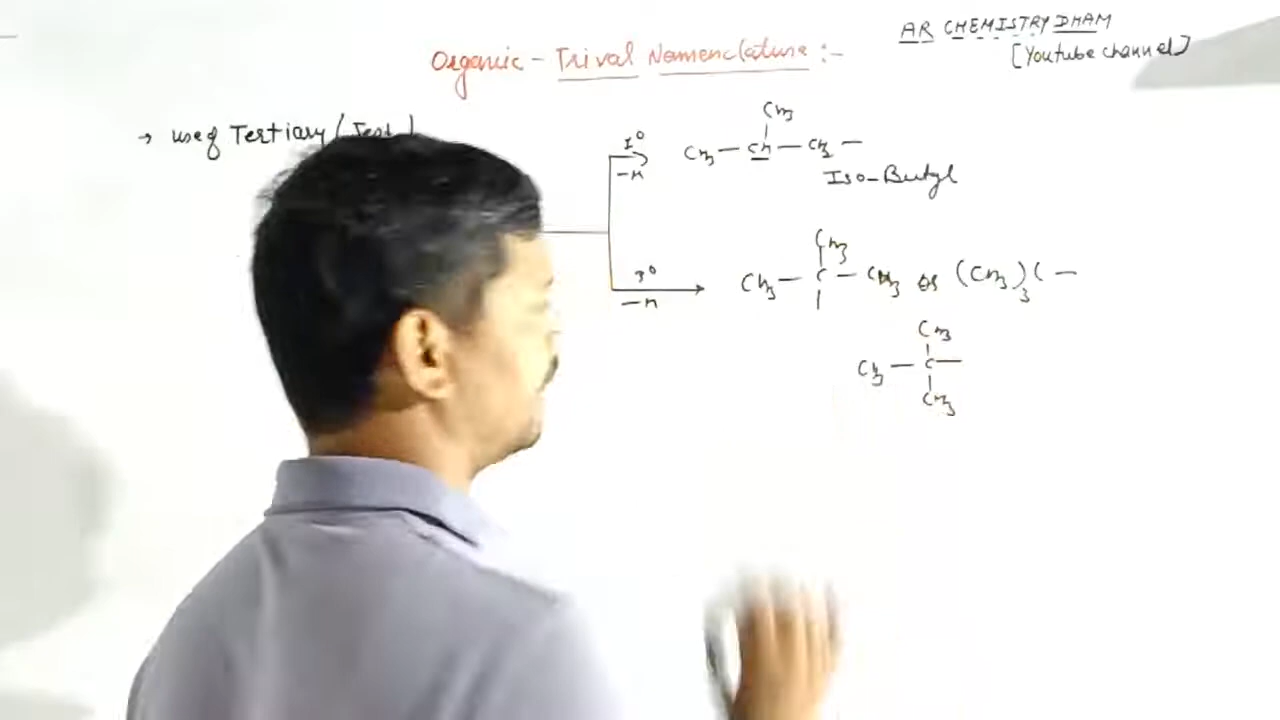 AR CHEMISTRY DHAM
[Youtube channel]
Organic - Trival Nomenclature :-
→ use of Tertiary (Test)
1°
-H
CH3
CH3 — CH — CH2 —
Iso-Butyl
3°
-H
CH3
CH3 — C — CH3 or (CH3)3C —
CH3
CH3 — C —
CH3